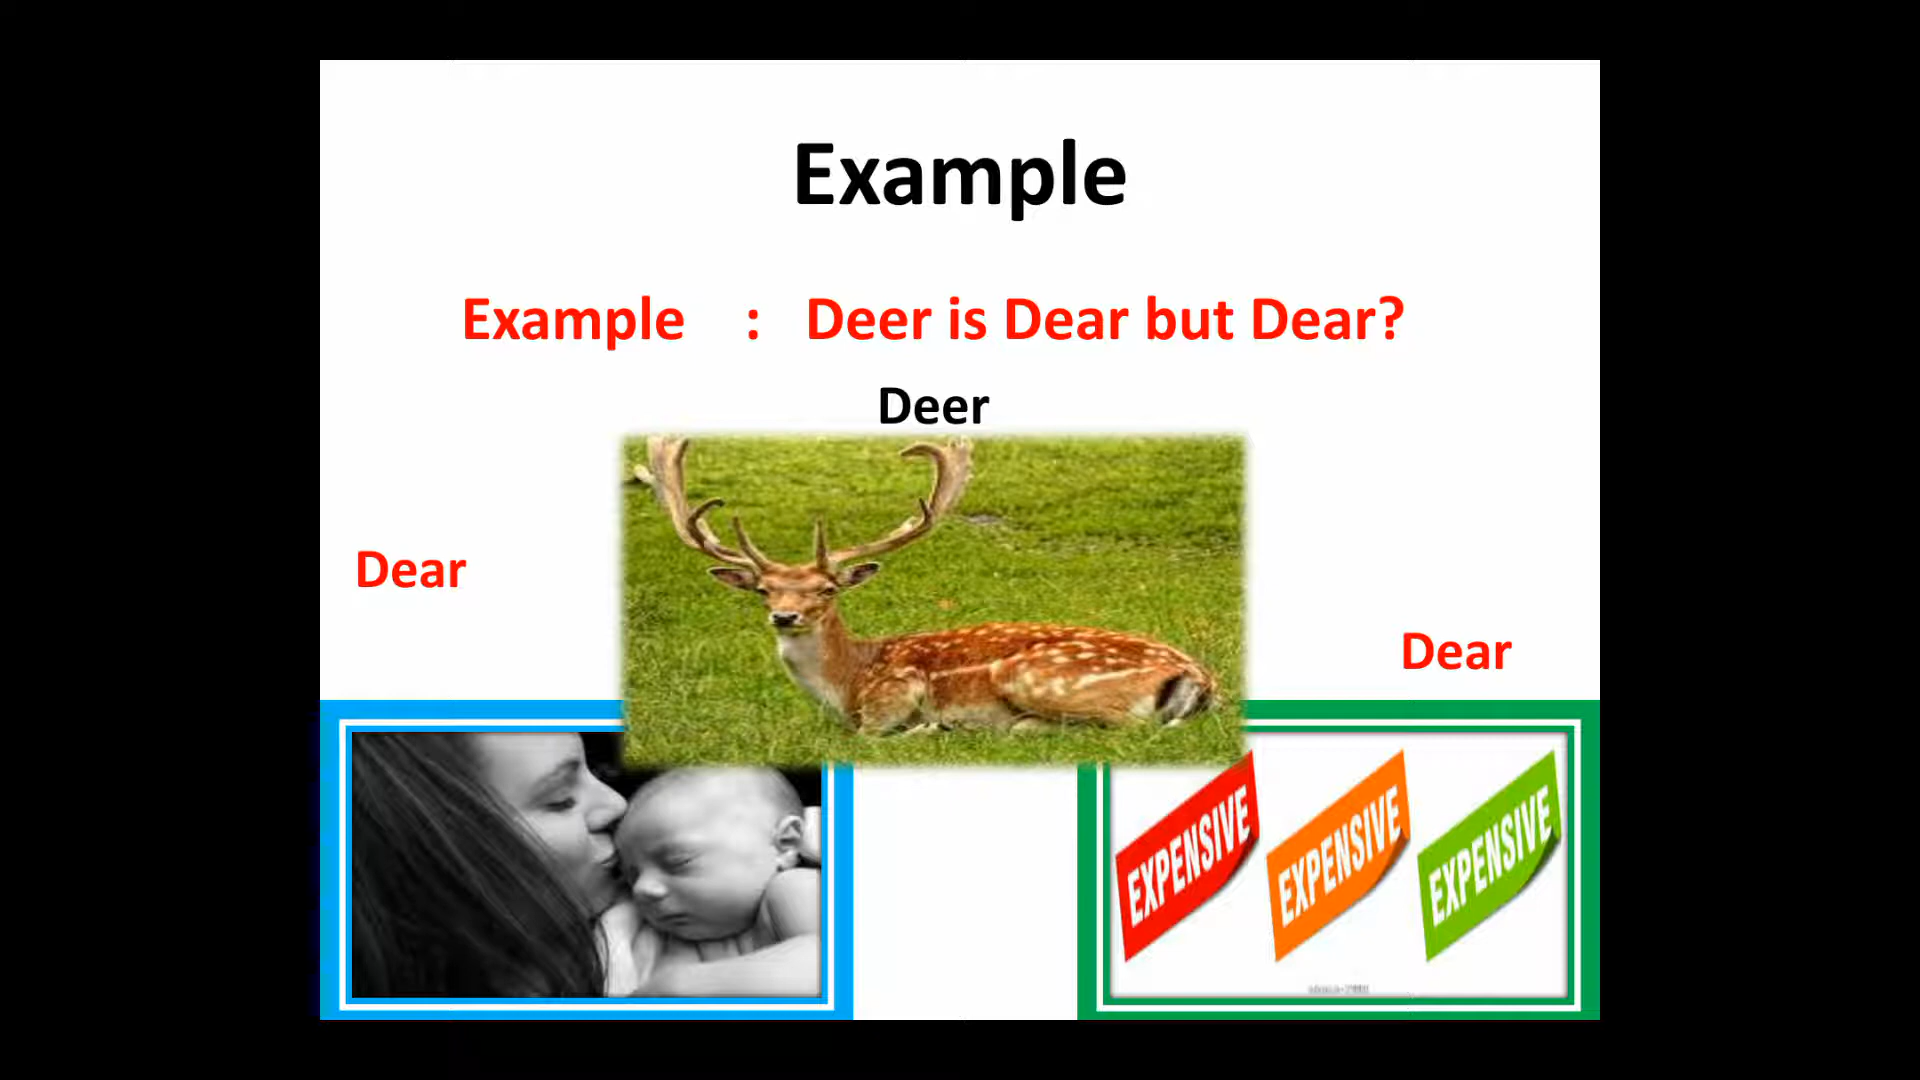 Example
Example : Deer is Dear but Dear?
Deer
Dear
Dear
EXPENSIVE
EXPENSIVE
EXPENSIVE